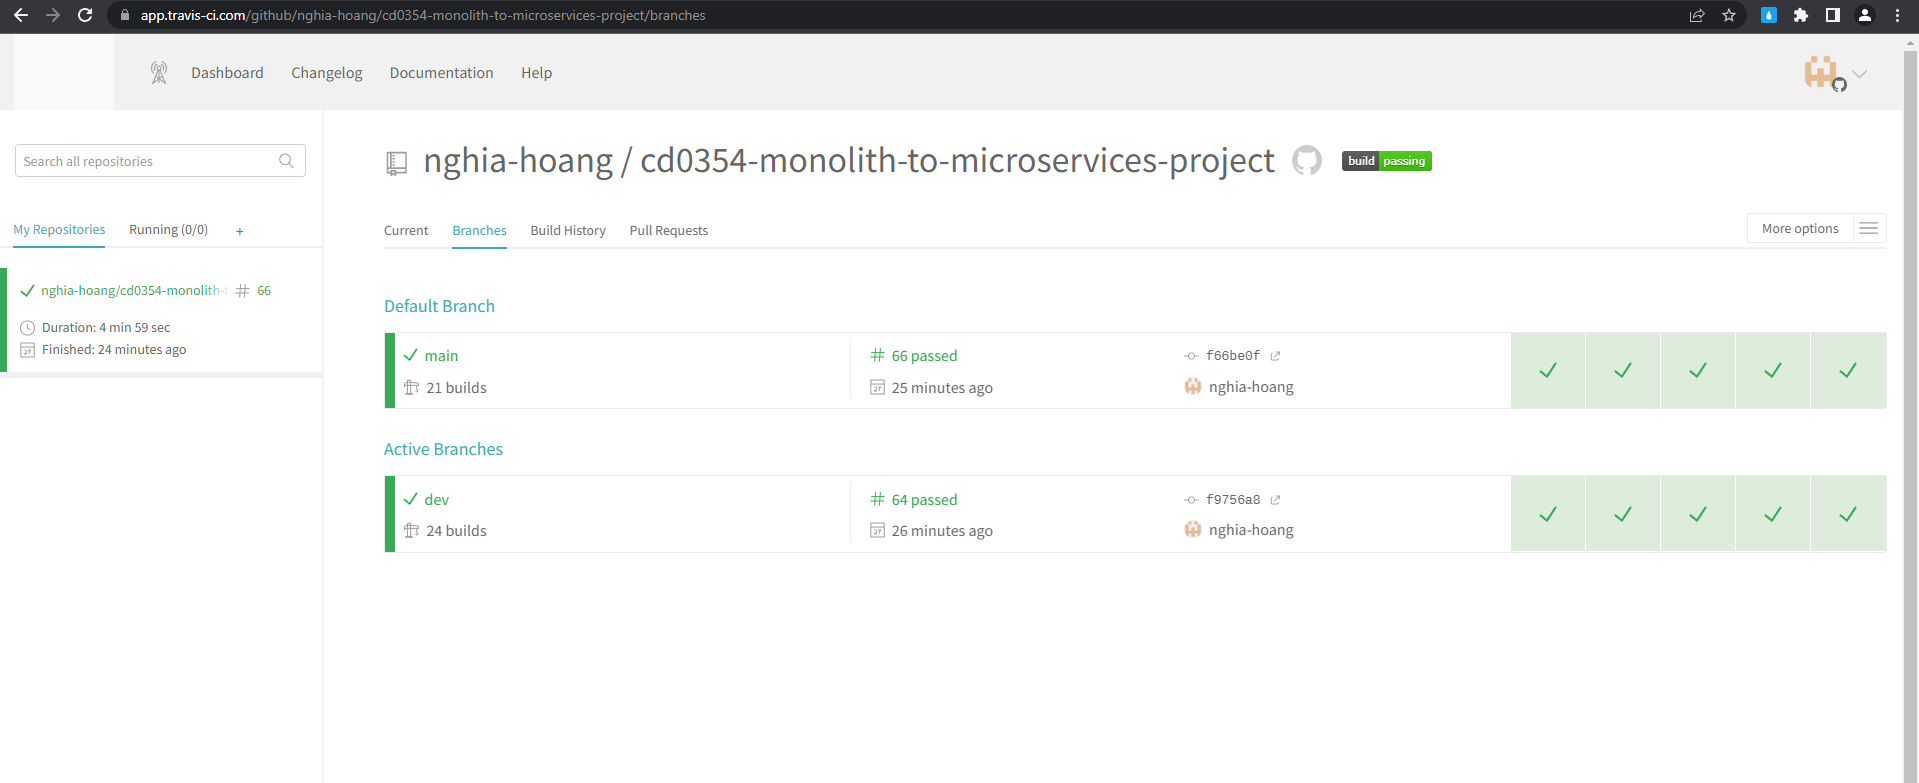 app.travis-ci.com/github/nghia-hoang/cd0354-monolith-to-microservices-project/branches
Dashboard Changelog Documentation Help
Search all repositories
My Repositories Running (0/0) +
nghia-hoang/cd0354-monolith-t # 66
Duration: 4 min 59 sec
Finished: 24 minutes ago
nghia-hoang / cd0354-monolith-to-microservices-project build passing
Current Branches Build History Pull Requests More options
Default Branch
main # 66 passed f66be0f
21 builds 27 25 minutes ago nghia-hoang
Active Branches
dev # 64 passed f9756a8
24 builds 27 26 minutes ago nghia-hoang